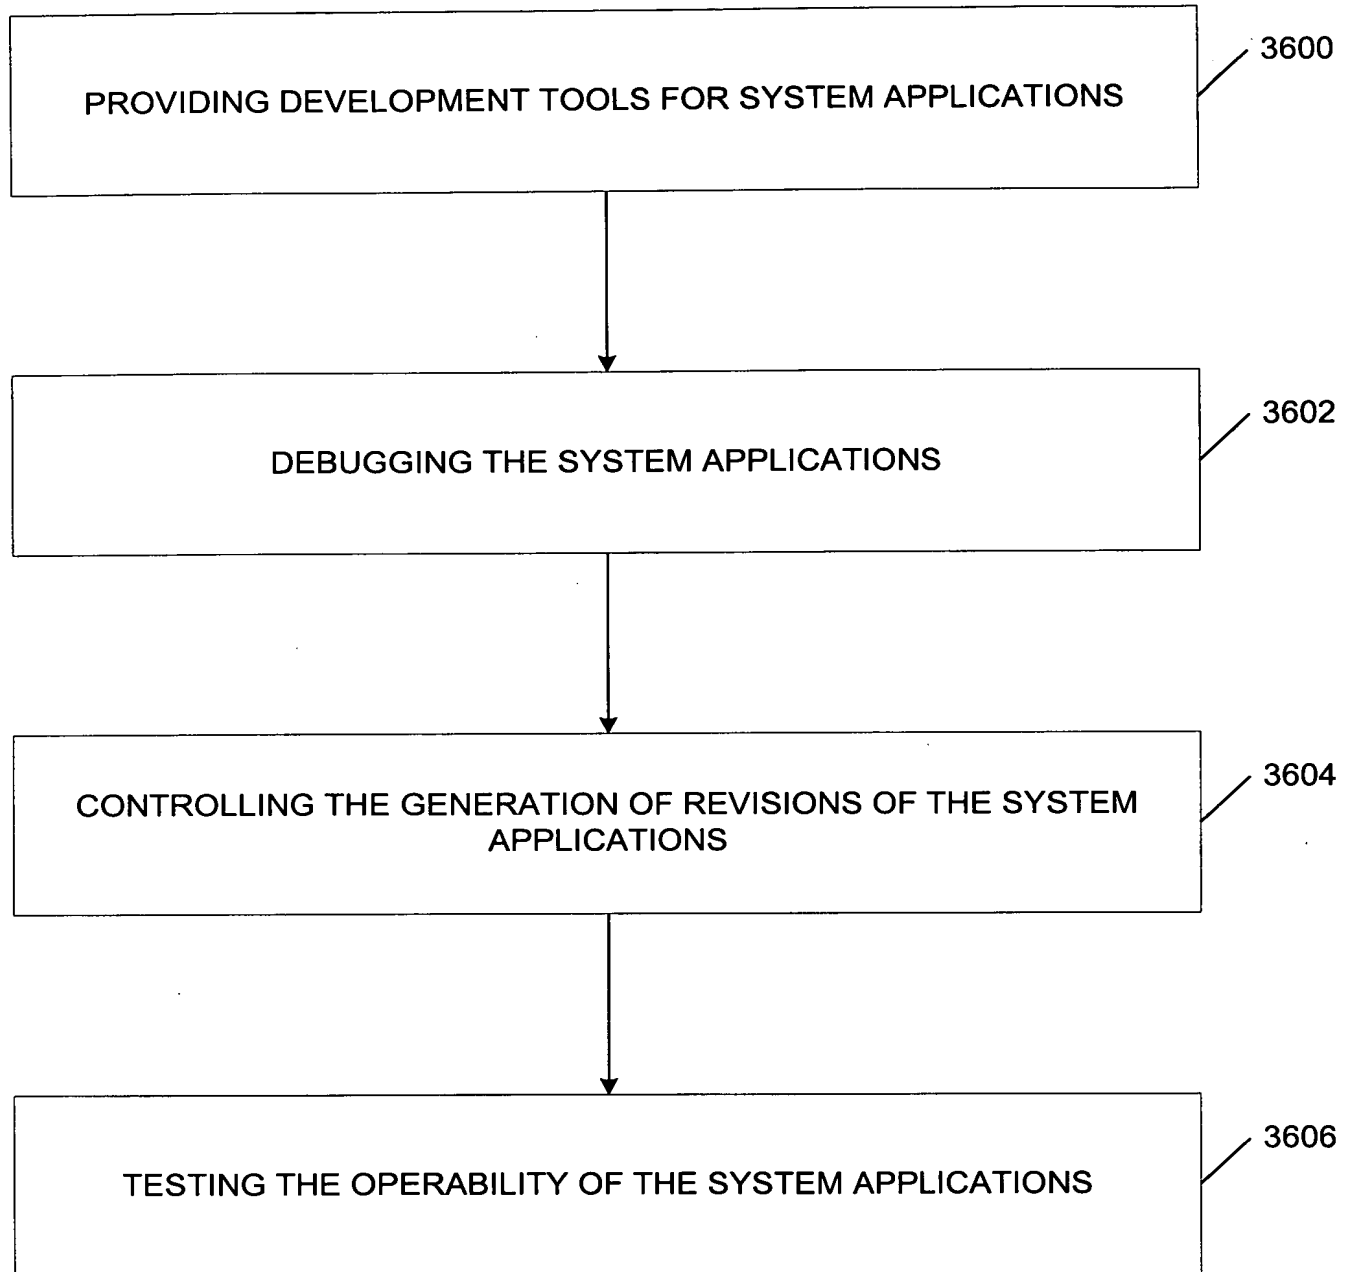 PROVIDING DEVELOPMENT TOOLS FOR SYSTEM APPLICATIONS
3600
DEBUGGING THE SYSTEM APPLICATIONS
3602
CONTROLLING THE GENERATION OF REVISIONS OF THE SYSTEM
APPLICATIONS
3604
TESTING THE OPERABILITY OF THE SYSTEM APPLICATIONS
3606